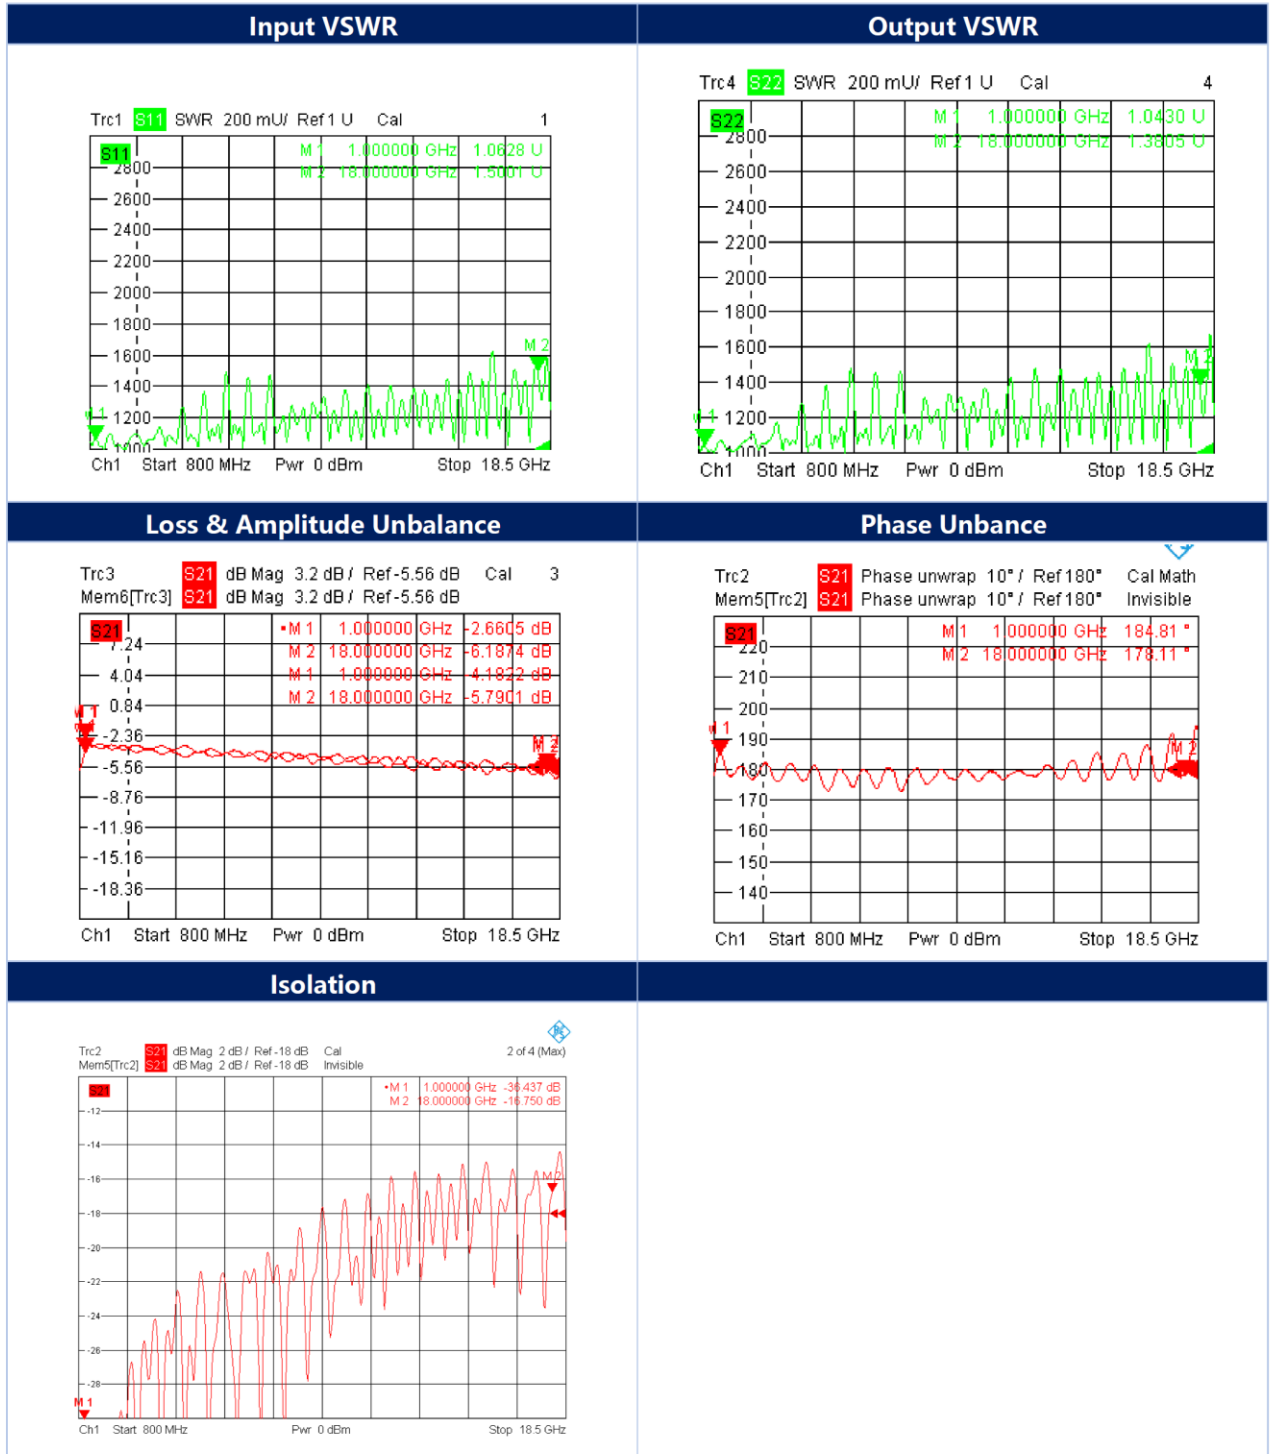 Input VSWR
Output VSWR
Trc1 S11 SWR 200 mU/ Ref 1 U Cal 1
S11
M 1 1.000000 GHz 1.0628 U
M 2 18.000000 GHz 1.5001 U
2800
2600
2400
2200
2000
1800
1600
1400
1200
1000
M 2
Ch1 Start 800 MHz Pwr 0 dBm Stop 18.5 GHz
Trc4 S22 SWR 200 mU/ Ref 1 U Cal 4
S22
M 1 1.000000 GHz 1.0430 U
M 2 18.000000 GHz 1.3805 U
2800
2600
2400
2200
2000
1800
1600
1400
1200
1000
M 2
Ch1 Start 800 MHz Pwr 0 dBm Stop 18.5 GHz
Loss & Amplitude Unbalance
Phase Unbance
Trc3 S21 dB Mag 3.2 dB / Ref -5.56 dB Cal 3
Mem6[Trc3] S21 dB Mag 3.2 dB / Ref -5.56 dB
S21
•M 1 1.000000 GHz -2.6605 dB
M 2 18.000000 GHz -6.1874 dB
M 1 1.000000 GHz -4.1822 dB
M 2 18.000000 GHz -5.7901 dB
7.24
4.04
0.84
-2.36
-5.56
-8.76
-11.96
-15.16
-18.36
M 1
M 2
Ch1 Start 800 MHz Pwr 0 dBm Stop 18.5 GHz
Trc2 S21 Phase unwrap 10° / Ref 180° Cal Math
Mem5[Trc2] S21 Phase unwrap 10° / Ref 180° Invisible
S21
M 1 1.000000 GHz 184.81 °
M 2 18.000000 GHz 178.11 °
220
210
200
190
180
170
160
150
140
M 2
Ch1 Start 800 MHz Pwr 0 dBm Stop 18.5 GHz
Isolation
Trc2 S21 dB Mag 2 dB / Ref -18 dB Cal 2 of 4 (Max)
Mem5[Trc2] S21 dB Mag 2 dB / Ref -18 dB Invisible
S21
•M 1 1.000000 GHz -36.437 dB
M 2 18.000000 GHz -16.750 dB
-12
-14
-16
-18
-20
-22
-24
-26
-28
M 2
M 1
Ch1 Start 800 MHz Pwr 0 dBm Stop 18.5 GHz